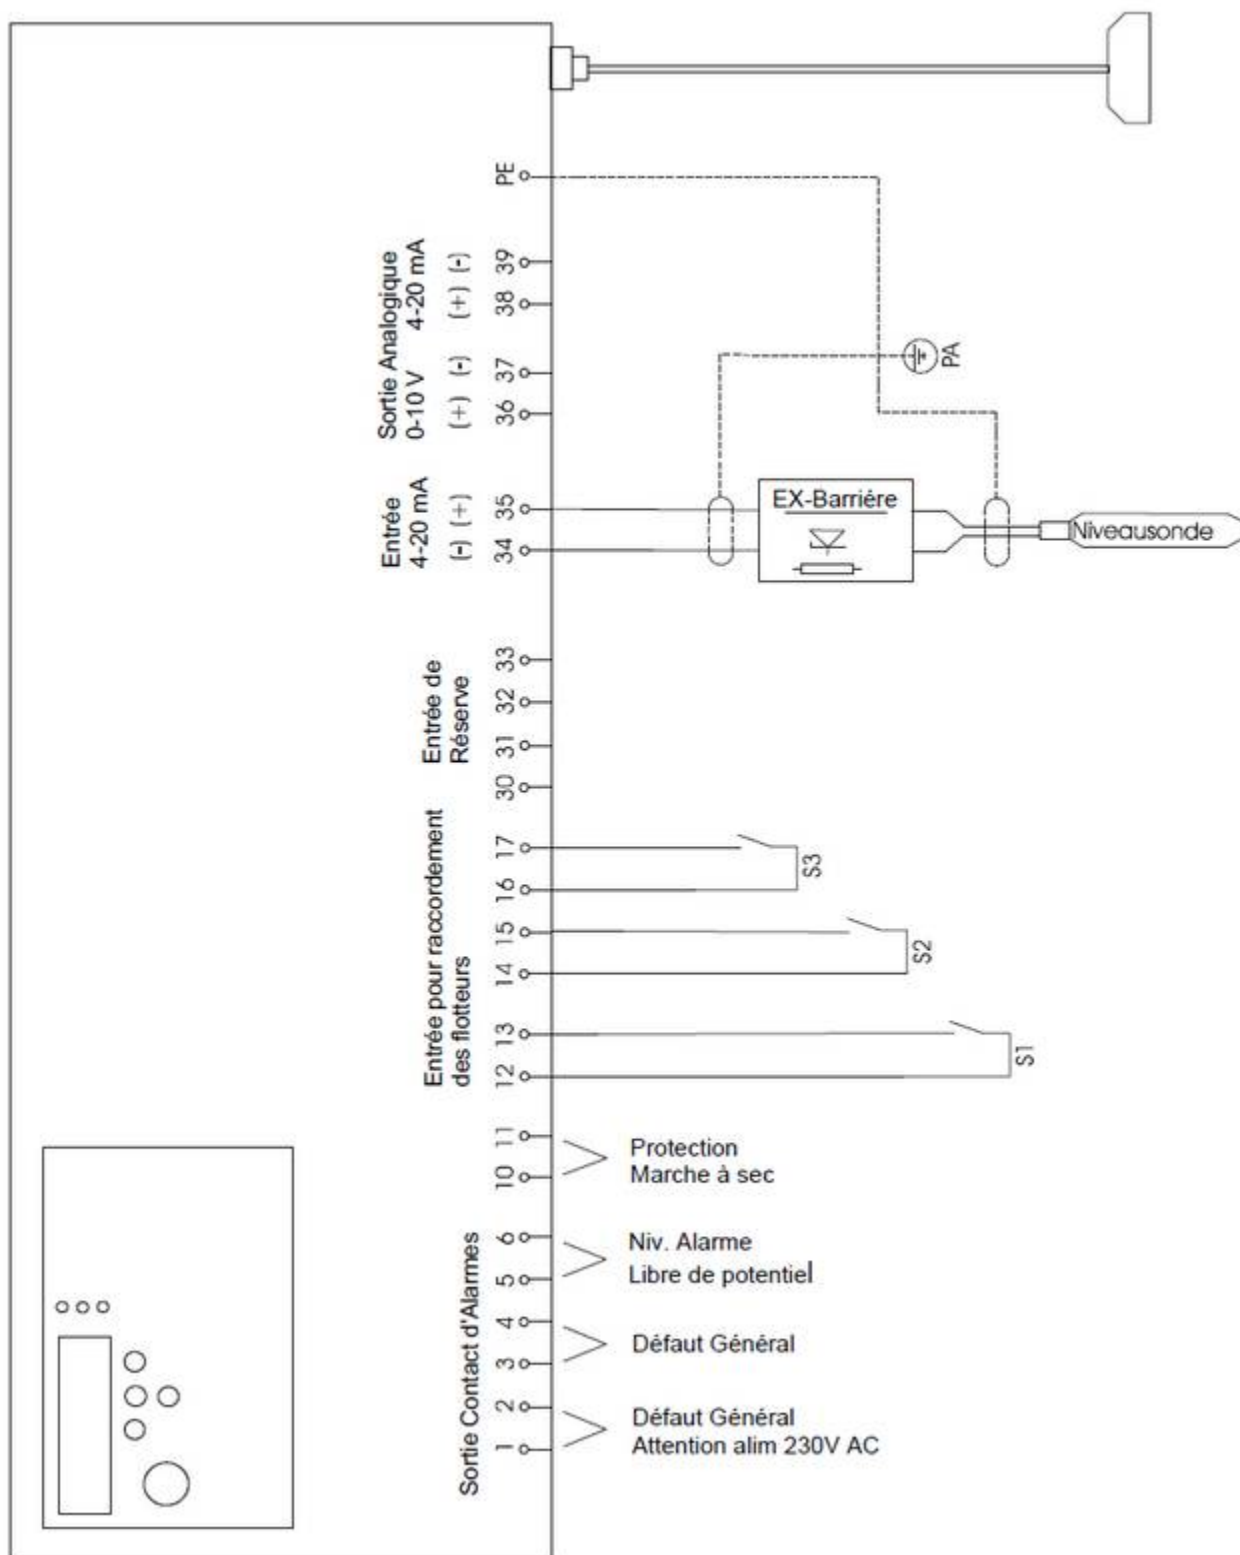 PE
Sortie Analogique
0-10 V 4-20 mA
(+) (-) (+) (-)
36 37 38 39
PA
Entrée
4-20 mA
(-) (+)
34 35
EX-Barriére
Niveausonde
Entrée de
Réserve
30 31 32 33
Entrée pour raccordement
des flotteurs
12 13 14 15 16 17
S3
S2
S1
10 11
Protection
Marche à sec
Sortie Contact d'Alarmes
1 2 3 4 5 6
Niv. Alarme
Libre de potentiel
Défaut Général
Défaut Général
Attention alim 230V AC